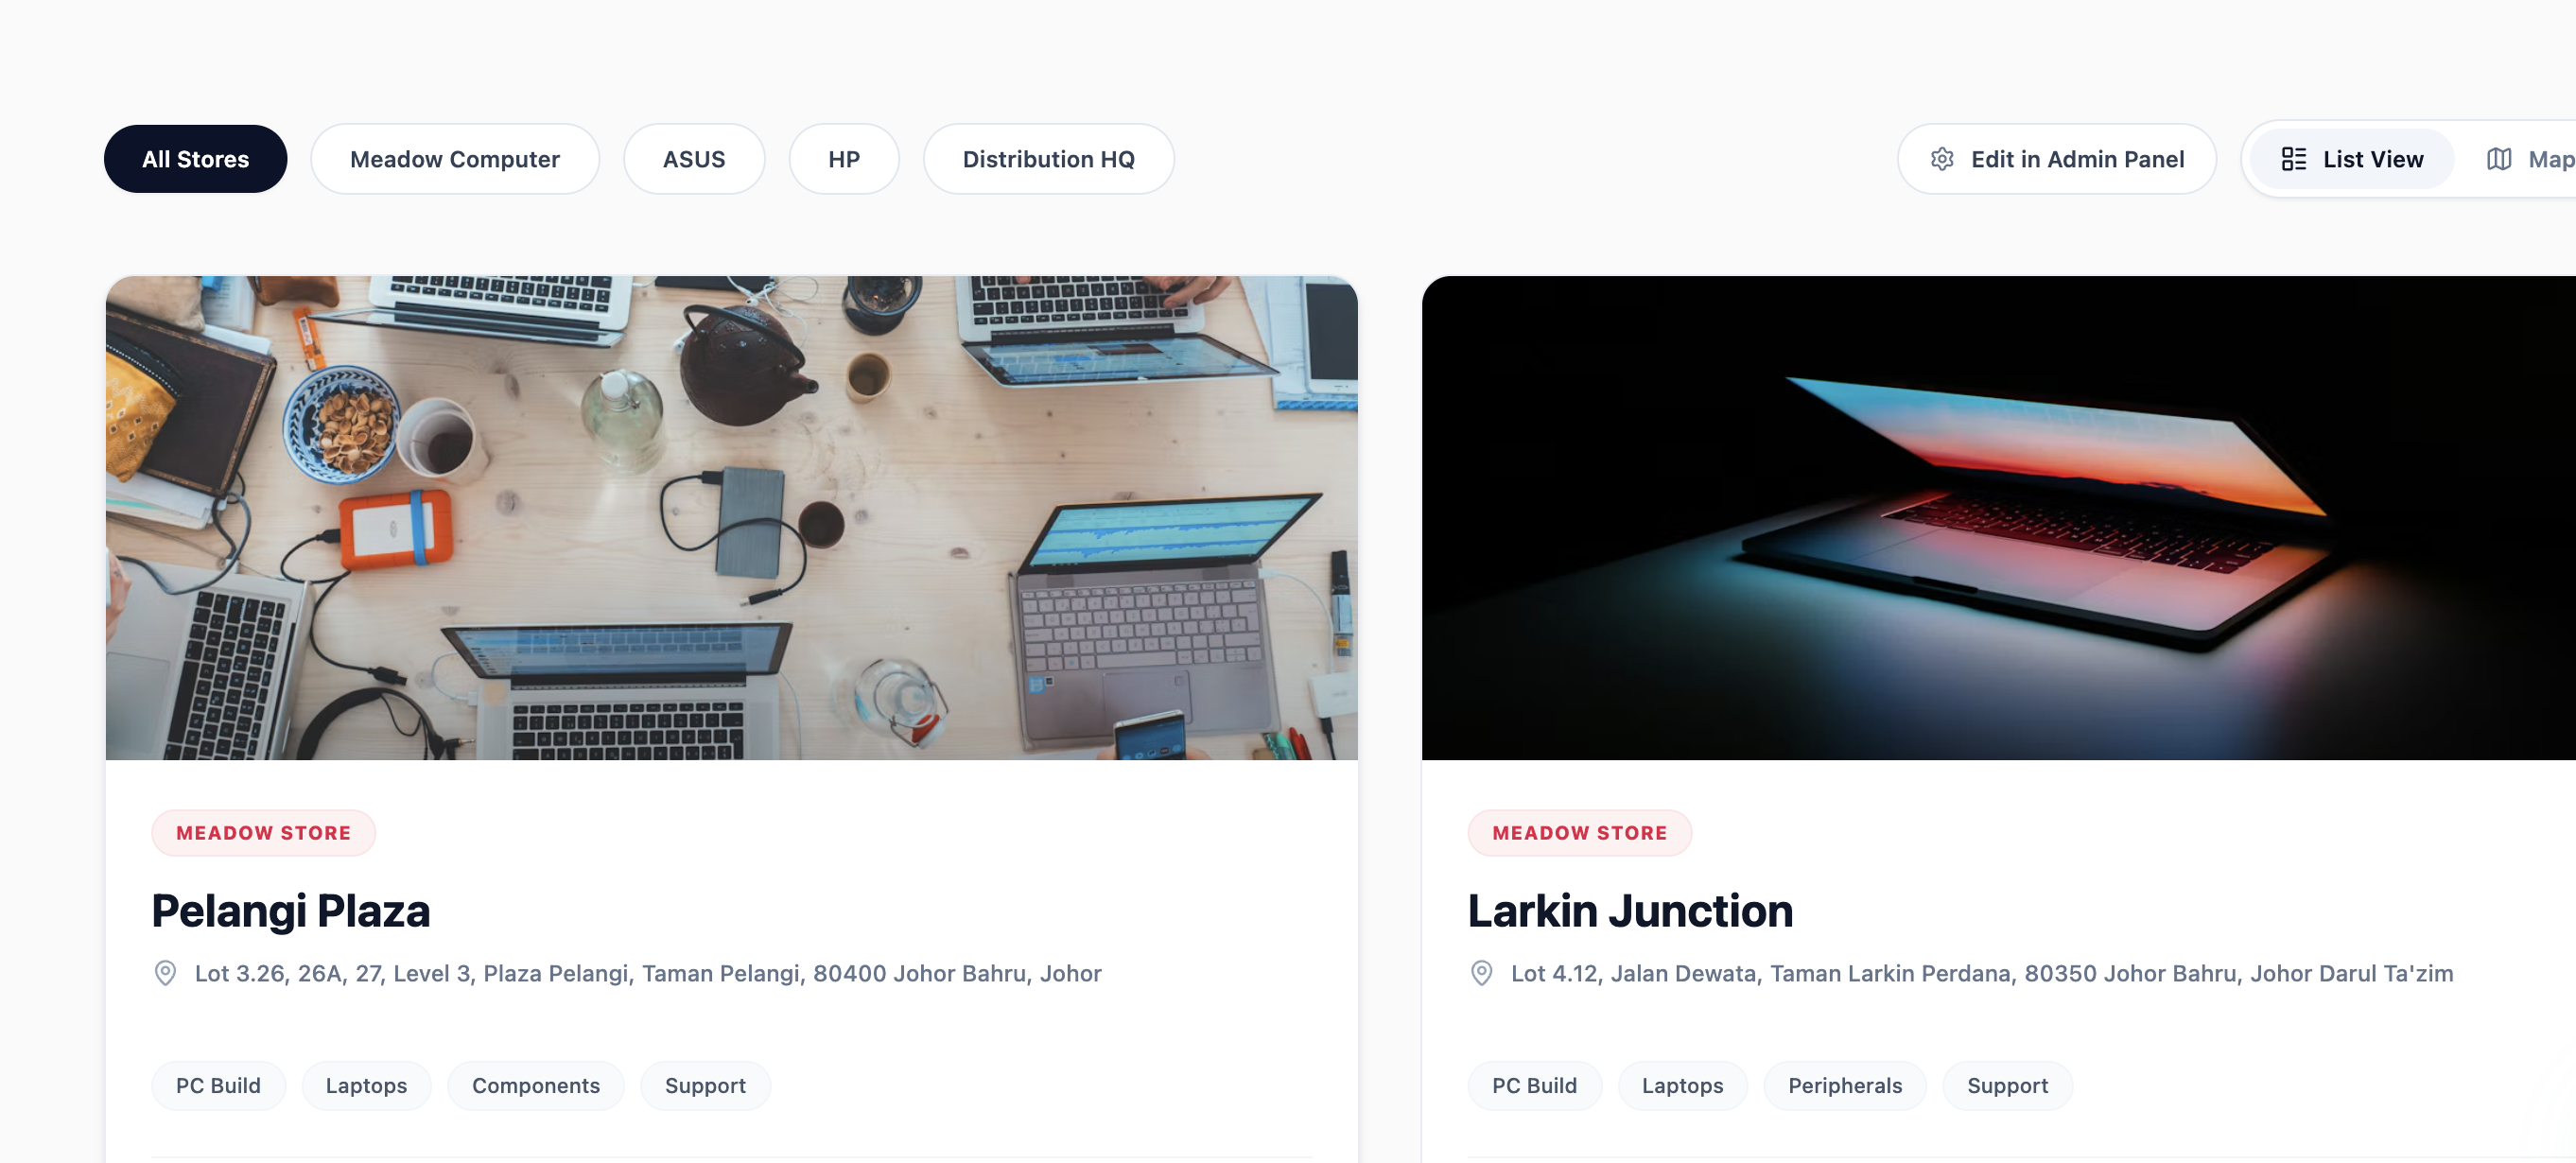 All Stores
Meadow Computer
ASUS
HP
Distribution HQ
Edit in Admin Panel
List View
Map
MEADOW STORE
Pelangi Plaza
Lot 3.26, 26A, 27, Level 3, Plaza Pelangi, Taman Pelangi, 80400 Johor Bahru, Johor
PC Build
Laptops
Components
Support
MEADOW STORE
Larkin Junction
Lot 4.12, Jalan Dewata, Taman Larkin Perdana, 80350 Johor Bahru, Johor Darul Ta'zim
PC Build
Laptops
Peripherals
Support